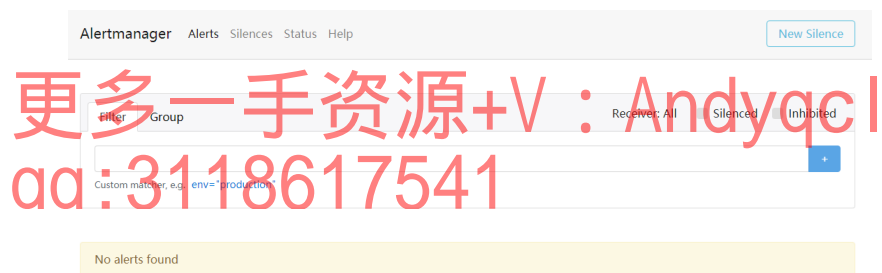 Alertmanager Alerts Silences Status Help New Silence
更多一手资源+V：Andyqcl
Filter Group Receiver: All Silenced Inhibited
+
qq:3118617541
Custom matcher, e.g. env="production"
No alerts found